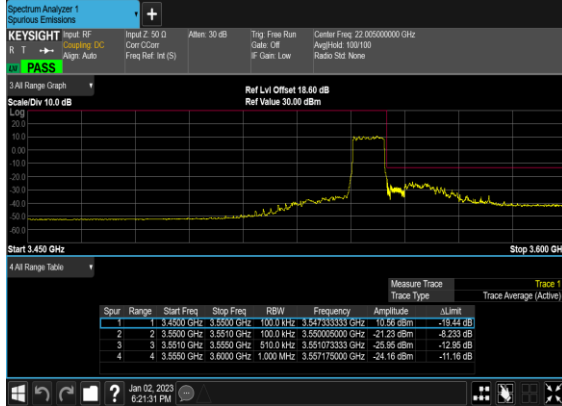 Spectrum Analyzer 1
Spurious Emissions
+
KEYSIGHT Input: RF Input Z: 50 Ω Atten: 30 dB Trig: Free Run Center Freq: 22.005000000 GHz
R T Coupling: DC Corr CCorr Gate: Off Avg|Hold: 100/100
Align: Auto Freq Ref: Int (S) IF Gain: Low Radio Std: None
PASS
3 All Range Graph Ref Lvl Offset 18.60 dB
Scale/Div 10.0 dB Ref Value 30.00 dBm
Log
20.0
10.0
0.00
-10.0
-20.0
-30.0
-40.0
-50.0
-60.0
Start 3.450 GHz Stop 3.600 GH
4 All Range Table
Measure Trace Trace 1
Trace Type Trace Average (Active)
Spur Range Start Freq Stop Freq RBW Frequency Amplitude ΔLimit
1 1 3.4500 GHz 3.5500 GHz 100.0 kHz 3.547333333 GHz 10.56 dBm -19.44 dB
2 2 3.5500 GHz 3.5510 GHz 100.0 kHz 3.550005000 GHz -21.23 dBm -8.233 dB
3 3 3.5510 GHz 3.5550 GHz 510.0 kHz 3.551073333 GHz -25.95 dBm -12.95 dB
4 4 3.5550 GHz 3.6000 GHz 1.000 MHz 3.557175000 GHz -24.16 dBm -11.16 dB
? Jan 02, 2023
6:21:31 PM